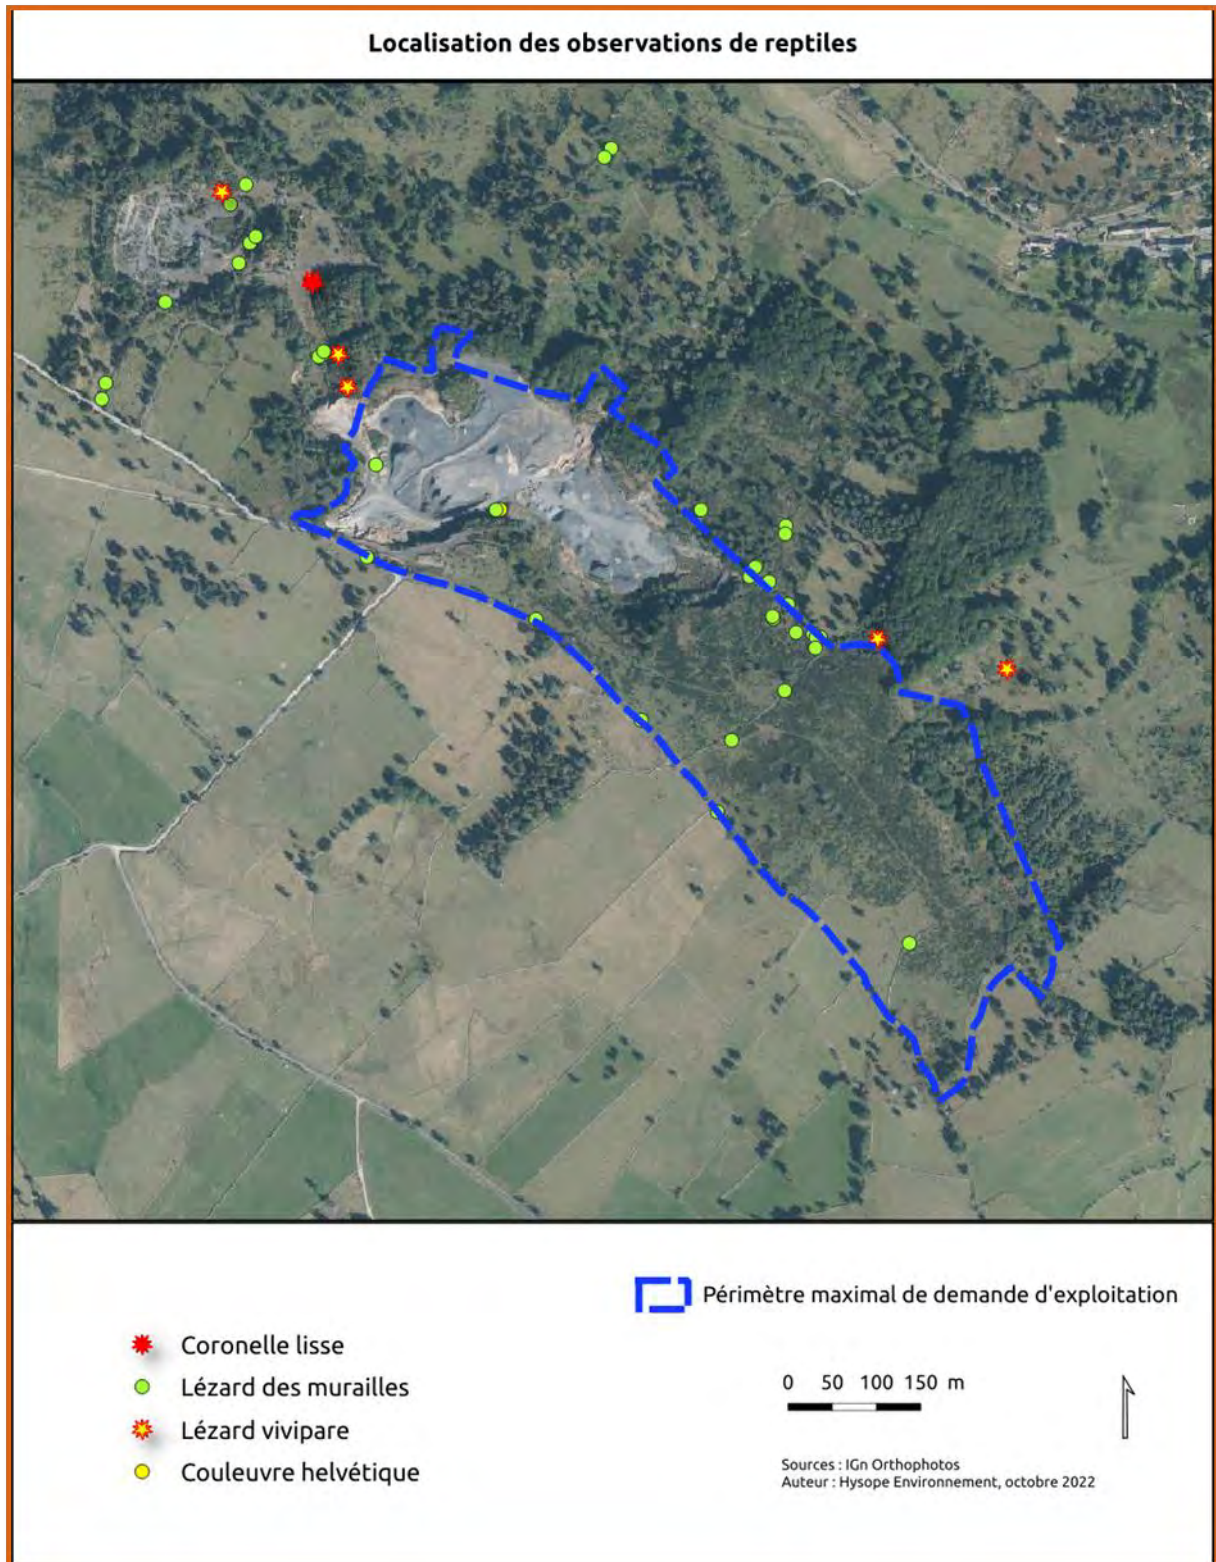 Localisation des observations de reptiles
Périmètre maximal de demande d'exploitation
Coronelle lisse
Lézard des murailles
Lézard vivipare
Couleuvre helvétique
0 50 100 150 m
Sources : IGn Orthophotos
Auteur : Hysope Environnement, octobre 2022